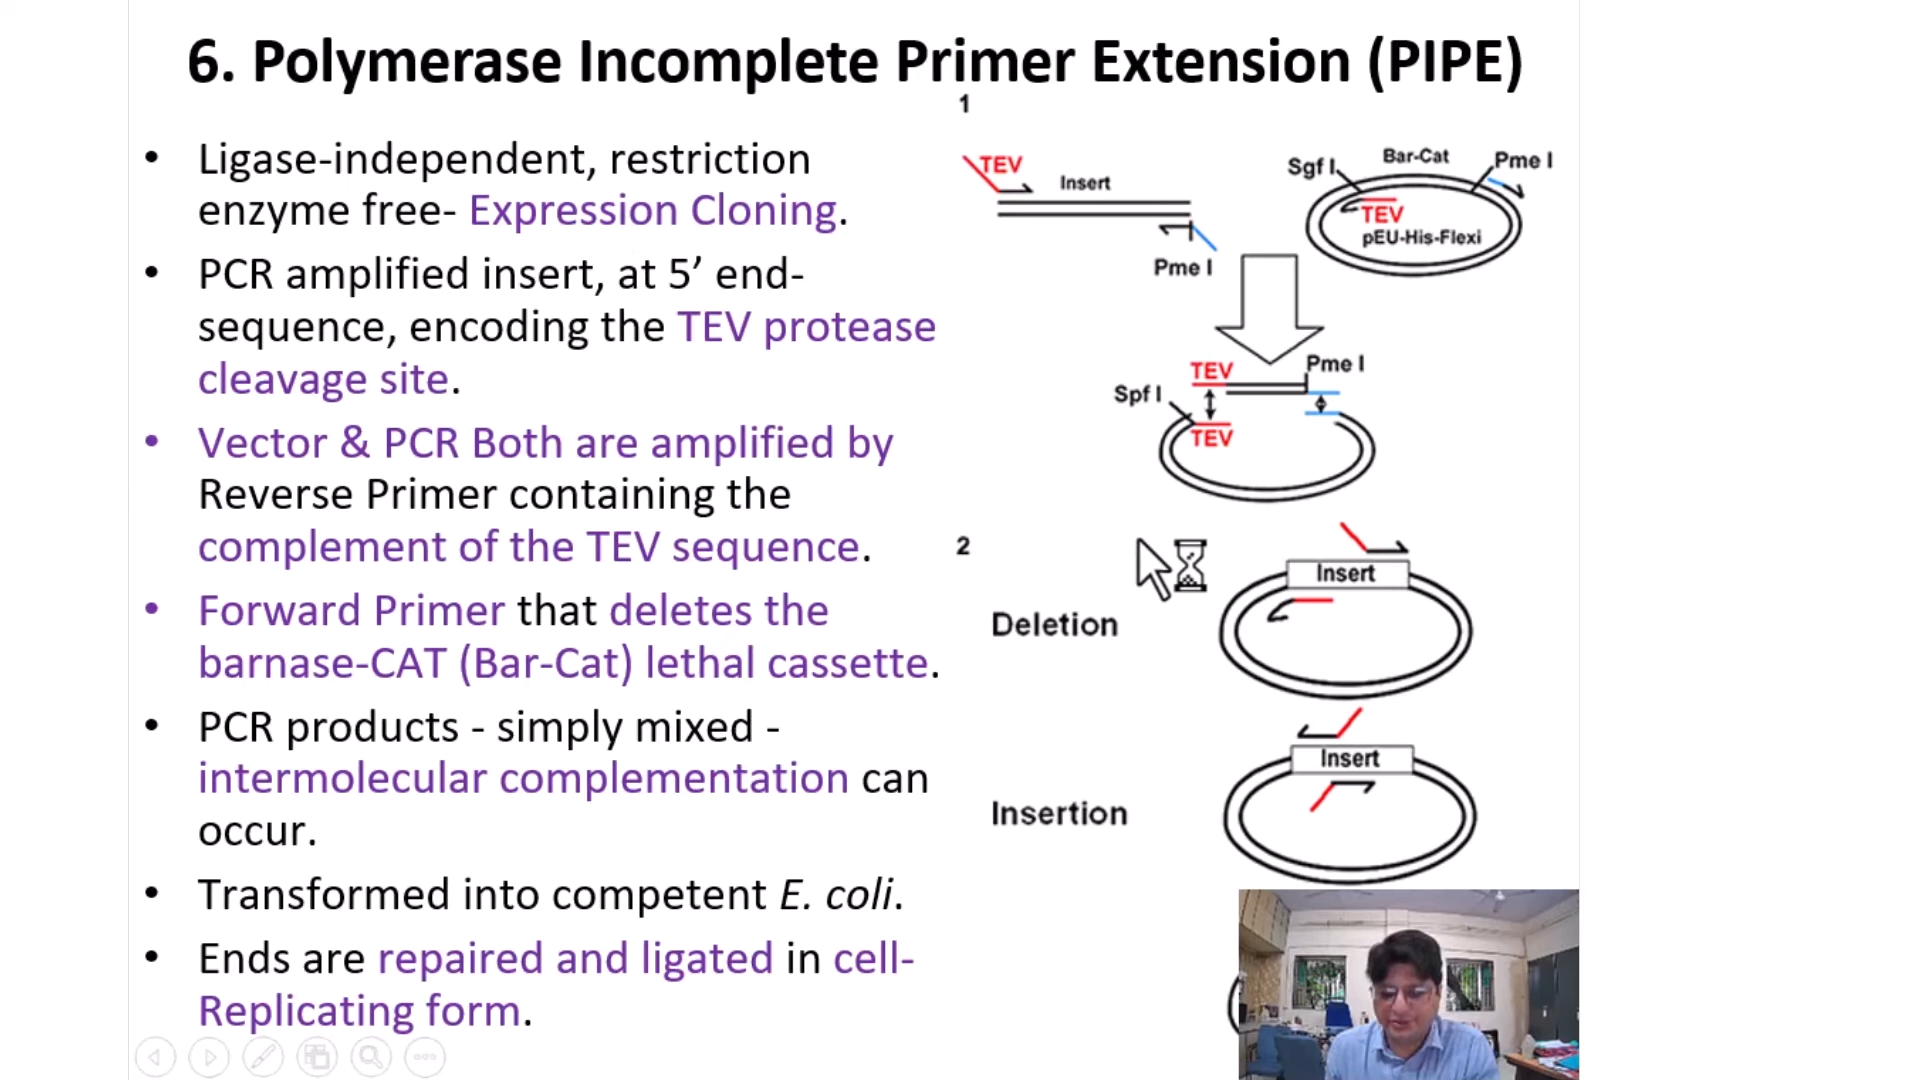 6. Polymerase Incomplete Primer Extension (PIPE)
• Ligase-independent, restriction
enzyme free- Expression Cloning.
• PCR amplified insert, at 5’ end-
sequence, encoding the TEV protease
cleavage site.
• Vector & PCR Both are amplified by
Reverse Primer containing the
complement of the TEV sequence.
• Forward Primer that deletes the
barnase-CAT (Bar-Cat) lethal cassette.
• PCR products - simply mixed -
intermolecular complementation can
occur.
• Transformed into competent E. coli.
• Ends are repaired and ligated in cell-
Replicating form.
1
TEV
Insert
Pme I
Sgf I
Bar-Cat
Pme I
TEV
pEU-His-Flexi
TEV
Pme I
Spf I
TEV
2
Deletion
Insert
Insertion
Insert